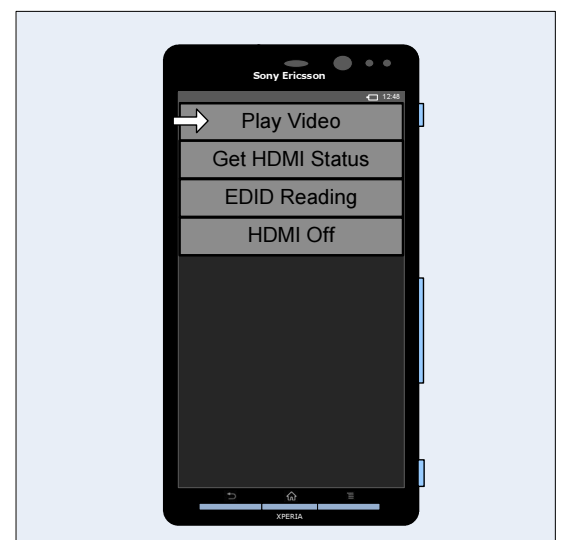 Sony Ericsson
12:48
Play Video
Get HDMI Status
EDID Reading
HDMI Off
XPERIA